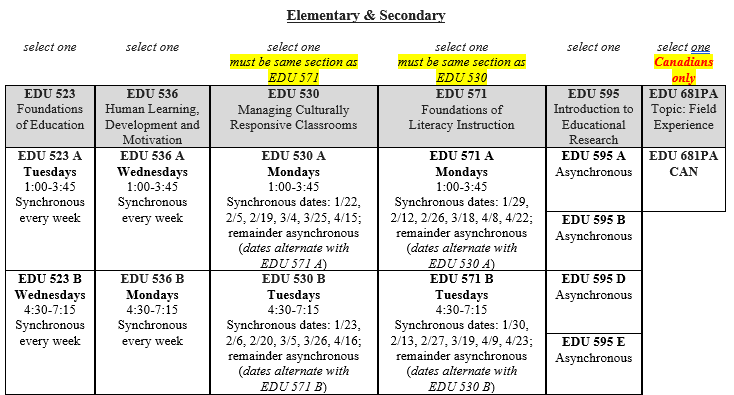 Elementary & Secondary
select one
select one
select one
must be same section as
EDU 571
select one
must be same section as
EDU 530
select one
select one
Canadians
only
EDU 523
Foundations
of Education
EDU 536
Human Learning,
Development and
Motivation
EDU 530
Managing Culturally
Responsive Classrooms
EDU 571
Foundations of
Literacy Instruction
EDU 595
Introduction to
Educational
Research
EDU 681PA
Topic: Field
Experience
EDU 523 A
Tuesdays
1:00-3:45
Synchronous
every week
EDU 536 A
Wednesdays
1:00-3:45
Synchronous
every week
EDU 530 A
Mondays
1:00-3:45
Synchronous dates: 1/22,
2/5, 2/19, 3/4, 3/25, 4/15;
remainder asynchronous
(dates alternate with
EDU 571 A)
EDU 571 A
Mondays
1:00-3:45
Synchronous dates: 1/29,
2/12, 2/26, 3/18, 4/8, 4/22;
remainder asynchronous
(dates alternate with
EDU 530 A)
EDU 595 A
Asynchronous
EDU 595 B
Asynchronous
EDU 681PA
CAN
EDU 523 B
Wednesdays
4:30-7:15
Synchronous
every week
EDU 536 B
Mondays
4:30-7:15
Synchronous
every week
EDU 530 B
Tuesdays
4:30-7:15
Synchronous dates: 1/23,
2/6, 2/20, 3/5, 3/26, 4/16;
remainder asynchronous
(dates alternate with
EDU 571 B)
EDU 571 B
Tuesdays
4:30-7:15
Synchronous dates: 1/30,
2/13, 2/27, 3/19, 4/9, 4/23;
remainder asynchronous
(dates alternate with
EDU 530 B)
EDU 595 D
Asynchronous
EDU 595 E
Asynchronous